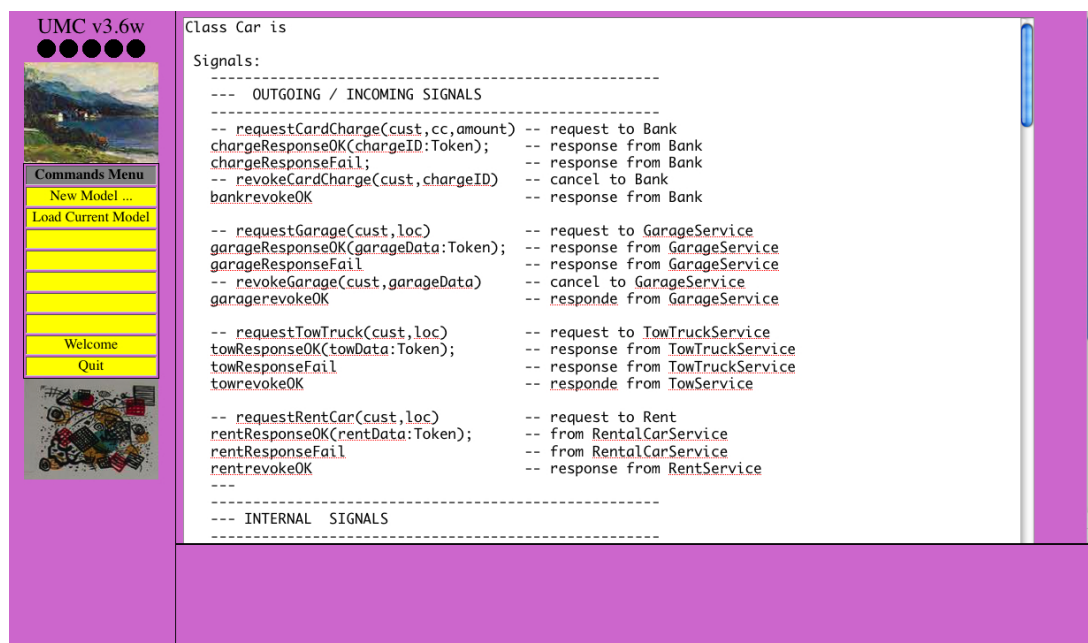 UMC v3.6w
Commands Menu
New Model ...
Load Current Model
Welcome
Quit
Class Car is
Signals:
-----------------------------------------------------
--- OUTGOING / INCOMING SIGNALS
-----------------------------------------------------
-- requestCardCharge(cust,cc,amount) -- request to Bank
chargeResponseOK(chargeID:Token); -- response from Bank
chargeResponseFail; -- response from Bank
-- revokeCardCharge(cust,chargeID) -- cancel to Bank
bankrevokeOK -- response from Bank
-- requestGarage(cust,loc) -- request to GarageService
garageResponseOK(garageData:Token); -- response from GarageService
garageResponseFail -- response from GarageService
-- revokeGarage(cust,garageData) -- cancel to GarageService
garagerevokeOK -- responde from GarageService
-- requestTowTruck(cust,loc) -- request to TowTruckService
towResponseOK(towData:Token); -- response from TowTruckService
towResponseFail -- response from TowTruckService
towrevokeOK -- responde from TowService
-- requestRentCar(cust,loc) -- request to Rent
rentResponseOK(rentData:Token); -- from RentalCarService
rentResponseFail -- from RentalCarService
rentrevokeOK -- response from RentService
---
-----------------------------------------------------
--- INTERNAL SIGNALS
-----------------------------------------------------